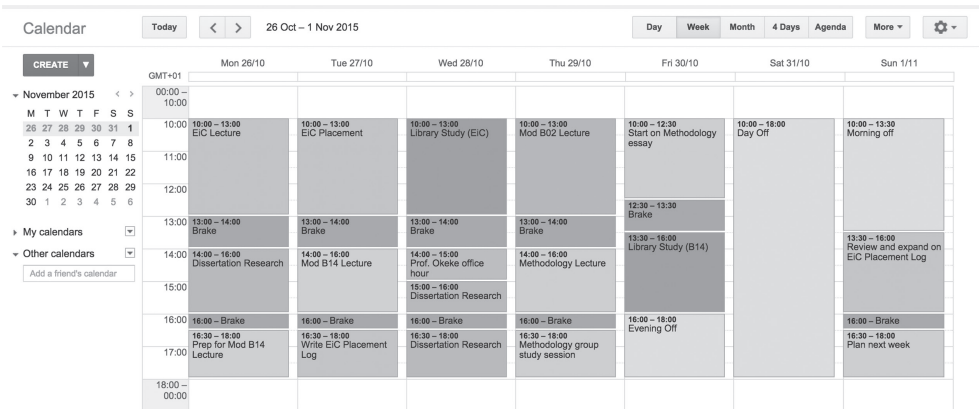 Calendar
Today < > 26 Oct – 1 Nov 2015
Day Week Month 4 Days Agenda More
CREATE
November 2015 < >
M T W T F S S
26 27 28 29 30 31 1
2 3 4 5 6 7 8
9 10 11 12 13 14 15
16 17 18 19 20 21 22
23 24 25 26 27 28 29
30 1 2 3 4 5 6
My calendars
Other calendars
Add a friend's calendar
Mon 26/10 Tue 27/10 Wed 28/10 Thu 29/10 Fri 30/10 Sat 31/10 Sun 1/11
GMT+01
00:00 –
10:00
10:00
11:00
12:00
13:00
14:00
15:00
16:00
17:00
18:00 –
00:00
10:00 – 13:00
EiC Lecture
13:00 – 14:00
Brake
14:00 – 16:00
Dissertation Research
16:00 – Brake
16:30 – 18:00
Prep for Mod B14
Lecture
10:00 – 13:00
EiC Placement
13:00 – 14:00
Brake
14:00 – 16:00
Mod B14 Lecture
16:00 – Brake
16:30 – 18:00
Write EiC Placement
Log
10:00 – 13:00
Library Study (EiC)
13:00 – 14:00
Brake
14:00 – 15:00
Prof. Okeke office
hour
15:00 – 16:00
Dissertation Research
16:00 – Brake
16:30 – 18:00
Dissertation Research
10:00 – 13:00
Mod B02 Lecture
13:00 – 14:00
Brake
14:00 – 16:00
Methodology Lecture
16:00 – Brake
16:30 – 18:00
Methodology group
study session
10:00 – 12:30
Start on Methodology
essay
12:30 – 13:30
Brake
13:30 – 16:00
Library Study (B14)
16:00 – 18:00
Evening Off
10:00 – 18:00
Day Off
10:00 – 13:30
Morning off
13:30 – 16:00
Review and expand on
EiC Placement Log
16:00 – Brake
16:30 – 18:00
Plan next week